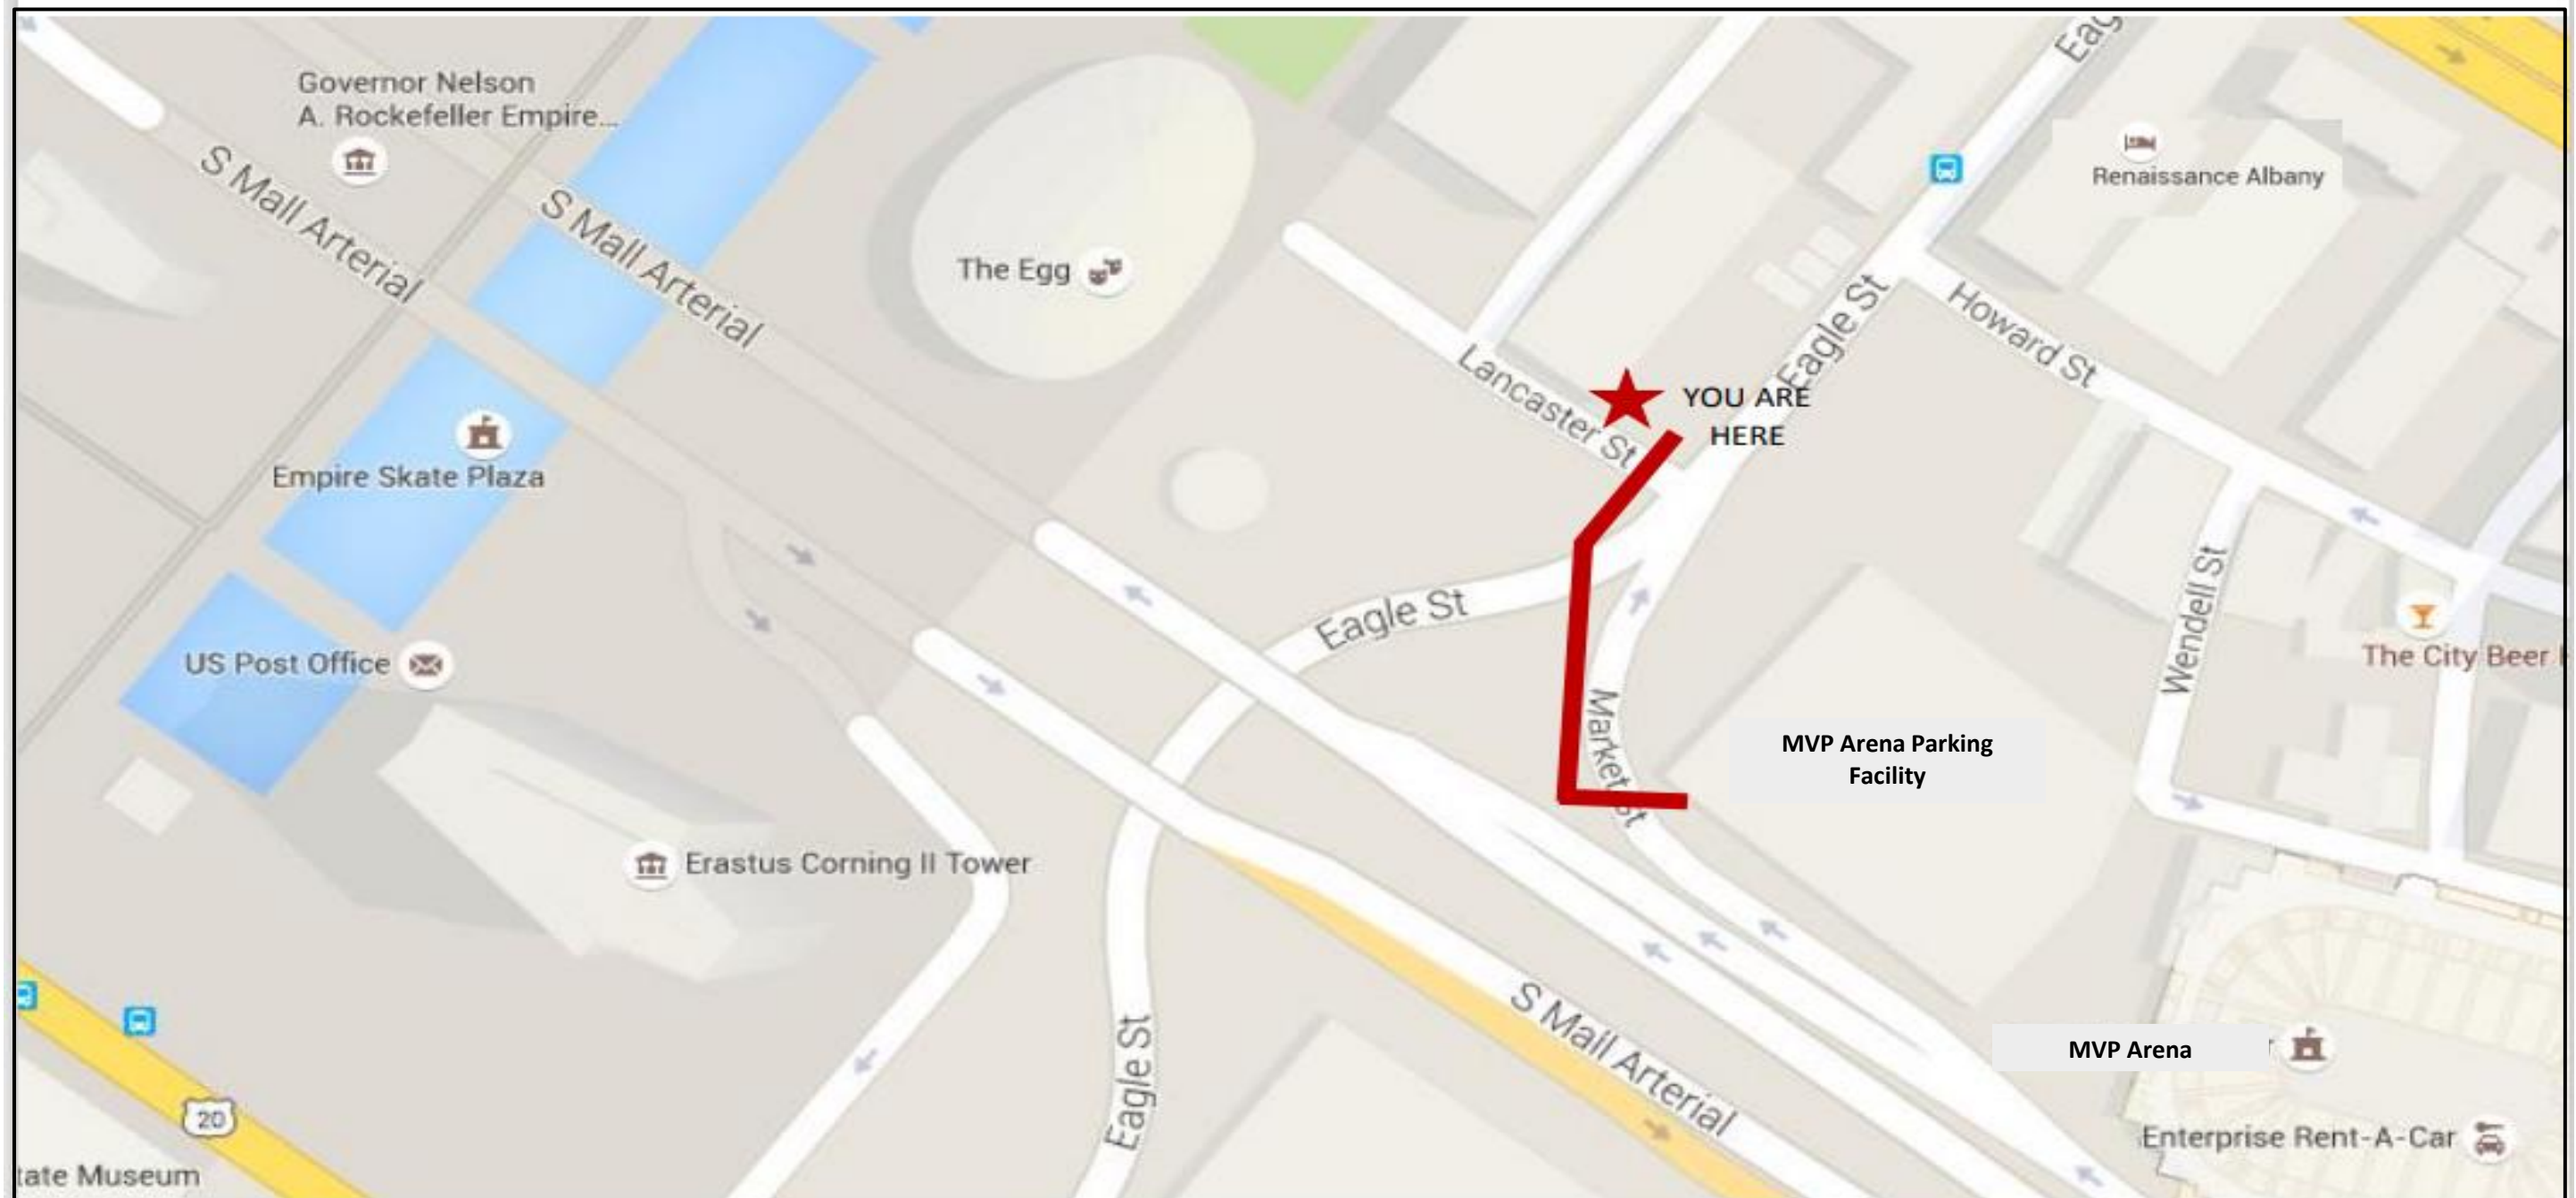 Eag
Governor Nelson
A. Rockefeller Empire...
S Mall Arterial
S Mall Arterial
Renaissance Albany
The Egg
Eagle St
Howard St
Lancaster St
YOU ARE
HERE
Empire Skate Plaza
Eagle St
Wendell St
US Post Office
The City Beer
Market St
MVP Arena Parking
Facility
Erastus Corning II Tower
S Mall Arterial
Eagle St
MVP Arena
20
Enterprise Rent-A-Car
tate Museum